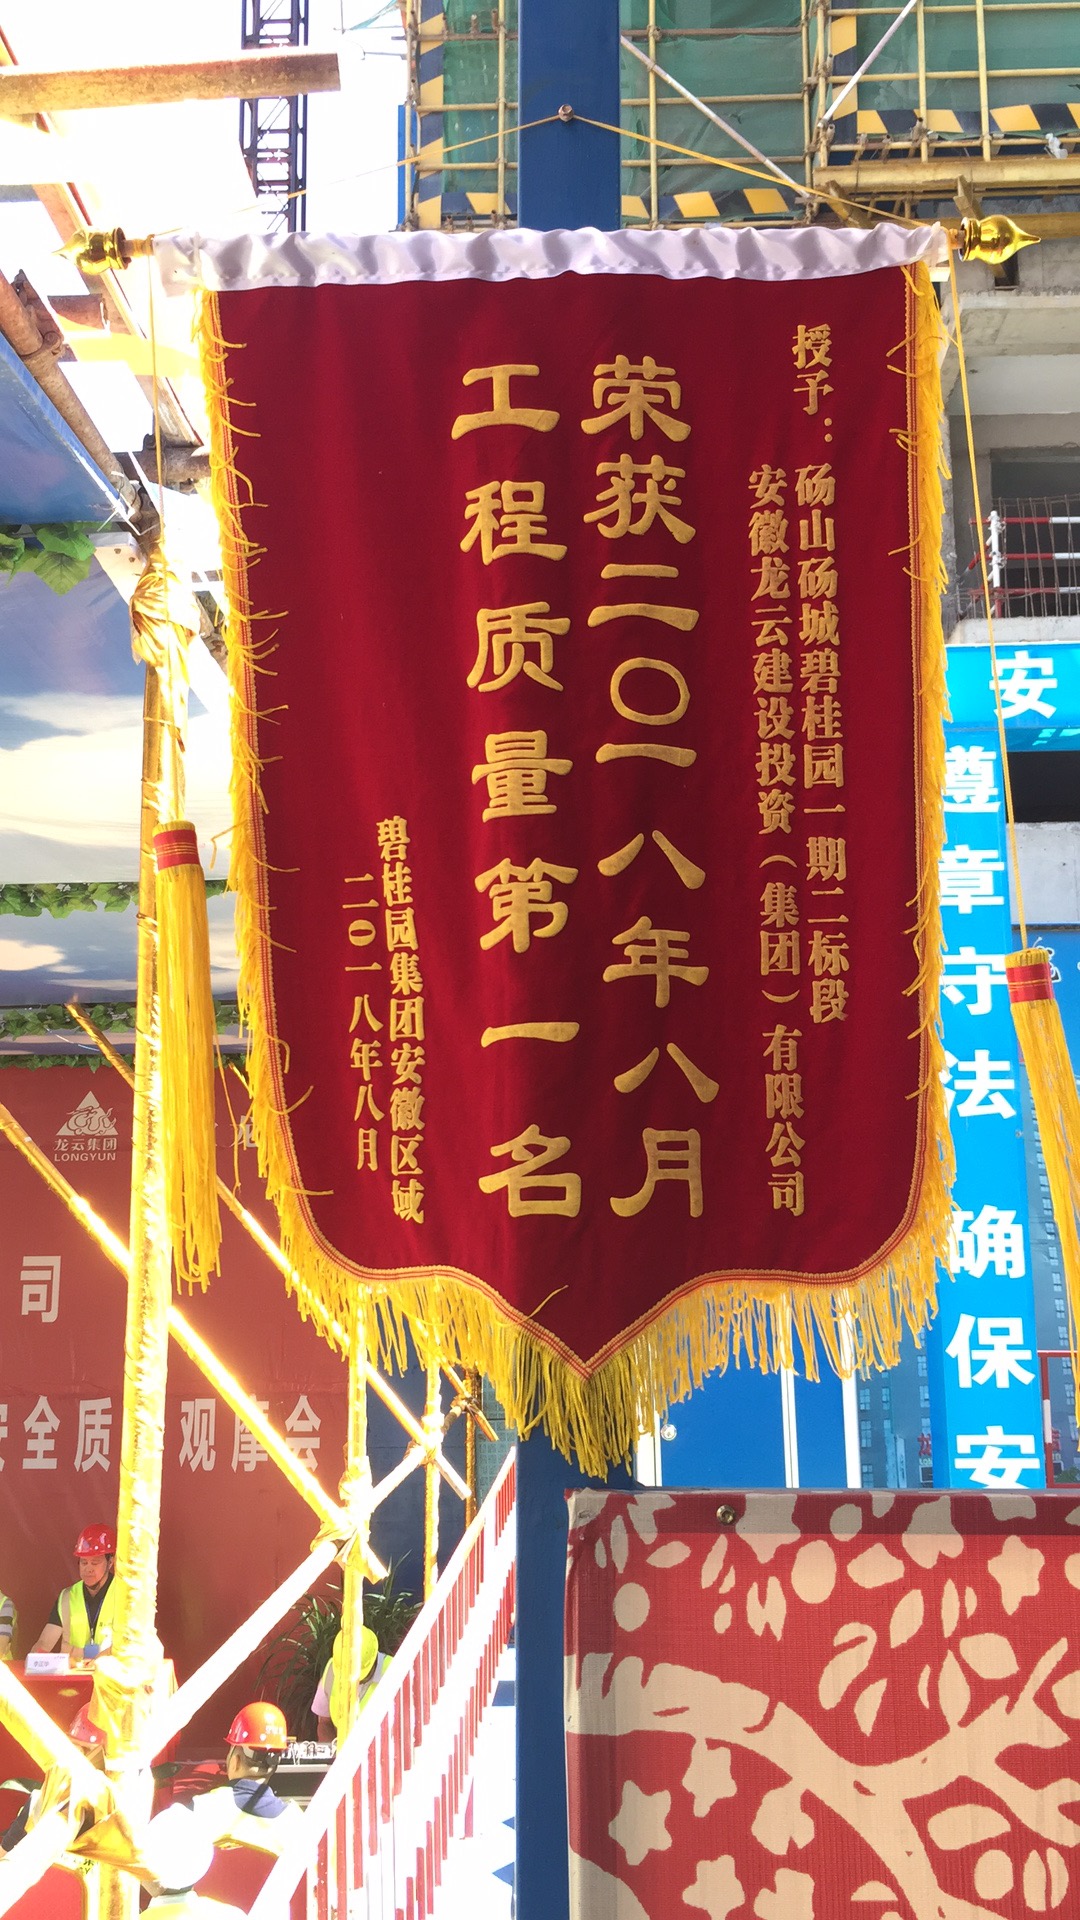 授予：砀山砀城碧桂园一期二标段
安徽龙云建设投资（集团）有限公司
荣获二〇一八年八月
工程质量第一名
碧桂园集团安徽区域
二〇一八年八月
安
遵章守法 确保安
龙云集团
LONGYUN
司
安全质
观摩会